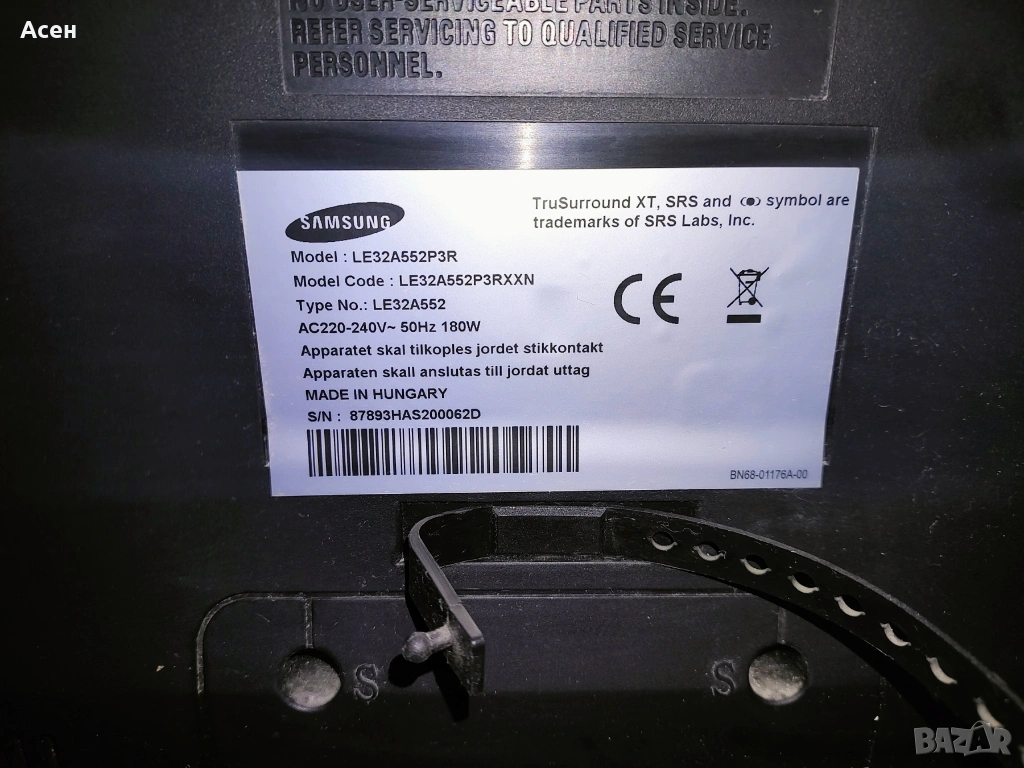 Асен
NO USER-SERVICEABLE PARTS INSIDE.
REFER SERVICING TO QUALIFIED SERVICE
PERSONNEL.
SAMSUNG
TruSurround XT, SRS and symbol are
trademarks of SRS Labs, Inc.
Model : LE32A552P3R
Model Code : LE32A552P3RXXN
Type No.: LE32A552
AC220-240V~ 50Hz 180W
Apparatet skal tilkoples jordet stikkontakt
Apparaten skall anslutas till jordat uttag
MADE IN HUNGARY
S/N : 87893HAS200062D
CE
BN68-01176A-00
S S
BAZAR